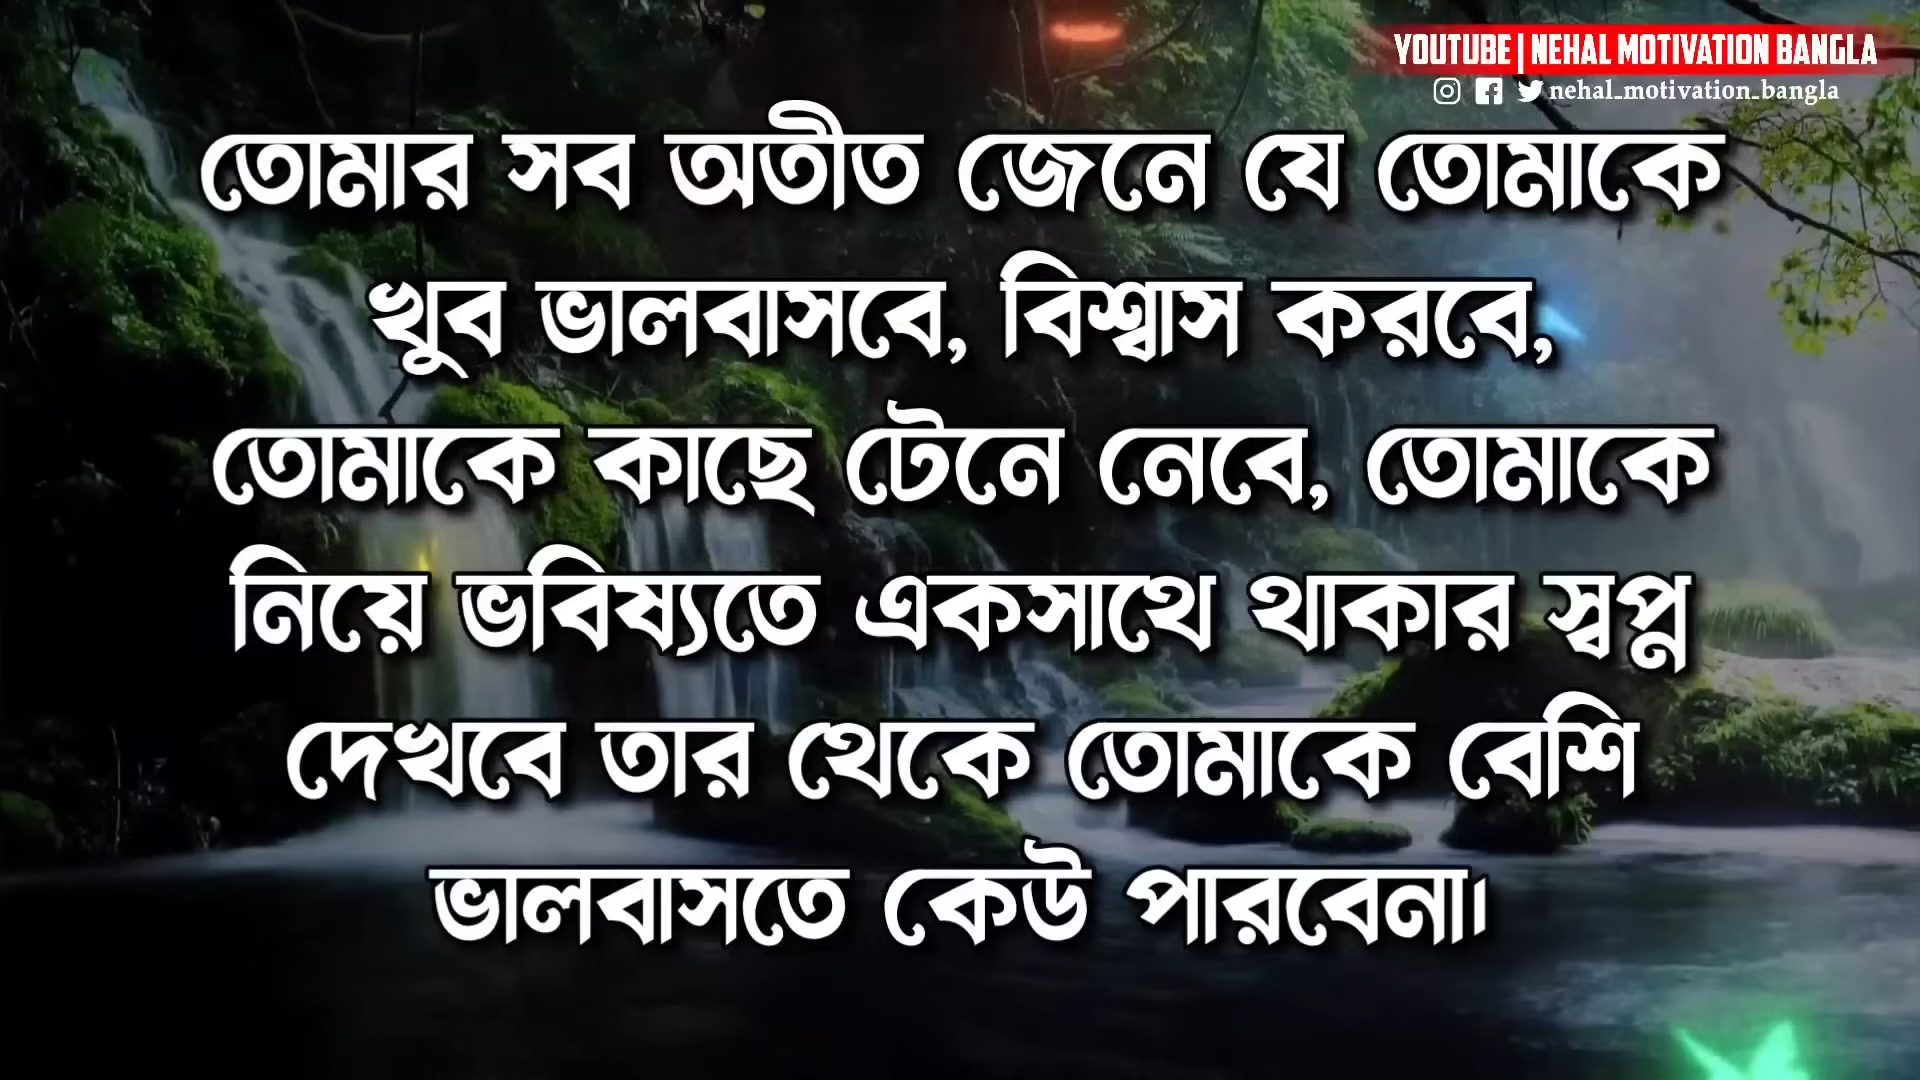 YOUTUBE | NEHAL MOTIVATION BANGLA
nehal_motivation_bangla
তোমার সব অতীত জেনে যে তোমাকে
খুব ভালবাসবে, বিশ্বাস করবে,
তোমাকে কাছে টেনে নেবে, তোমাকে
নিয়ে ভবিষ্যতে একসাথে থাকার স্বপ্ন
দেখবে তার থেকে তোমাকে বেশি
ভালবাসতে কেউ পারবেনা।